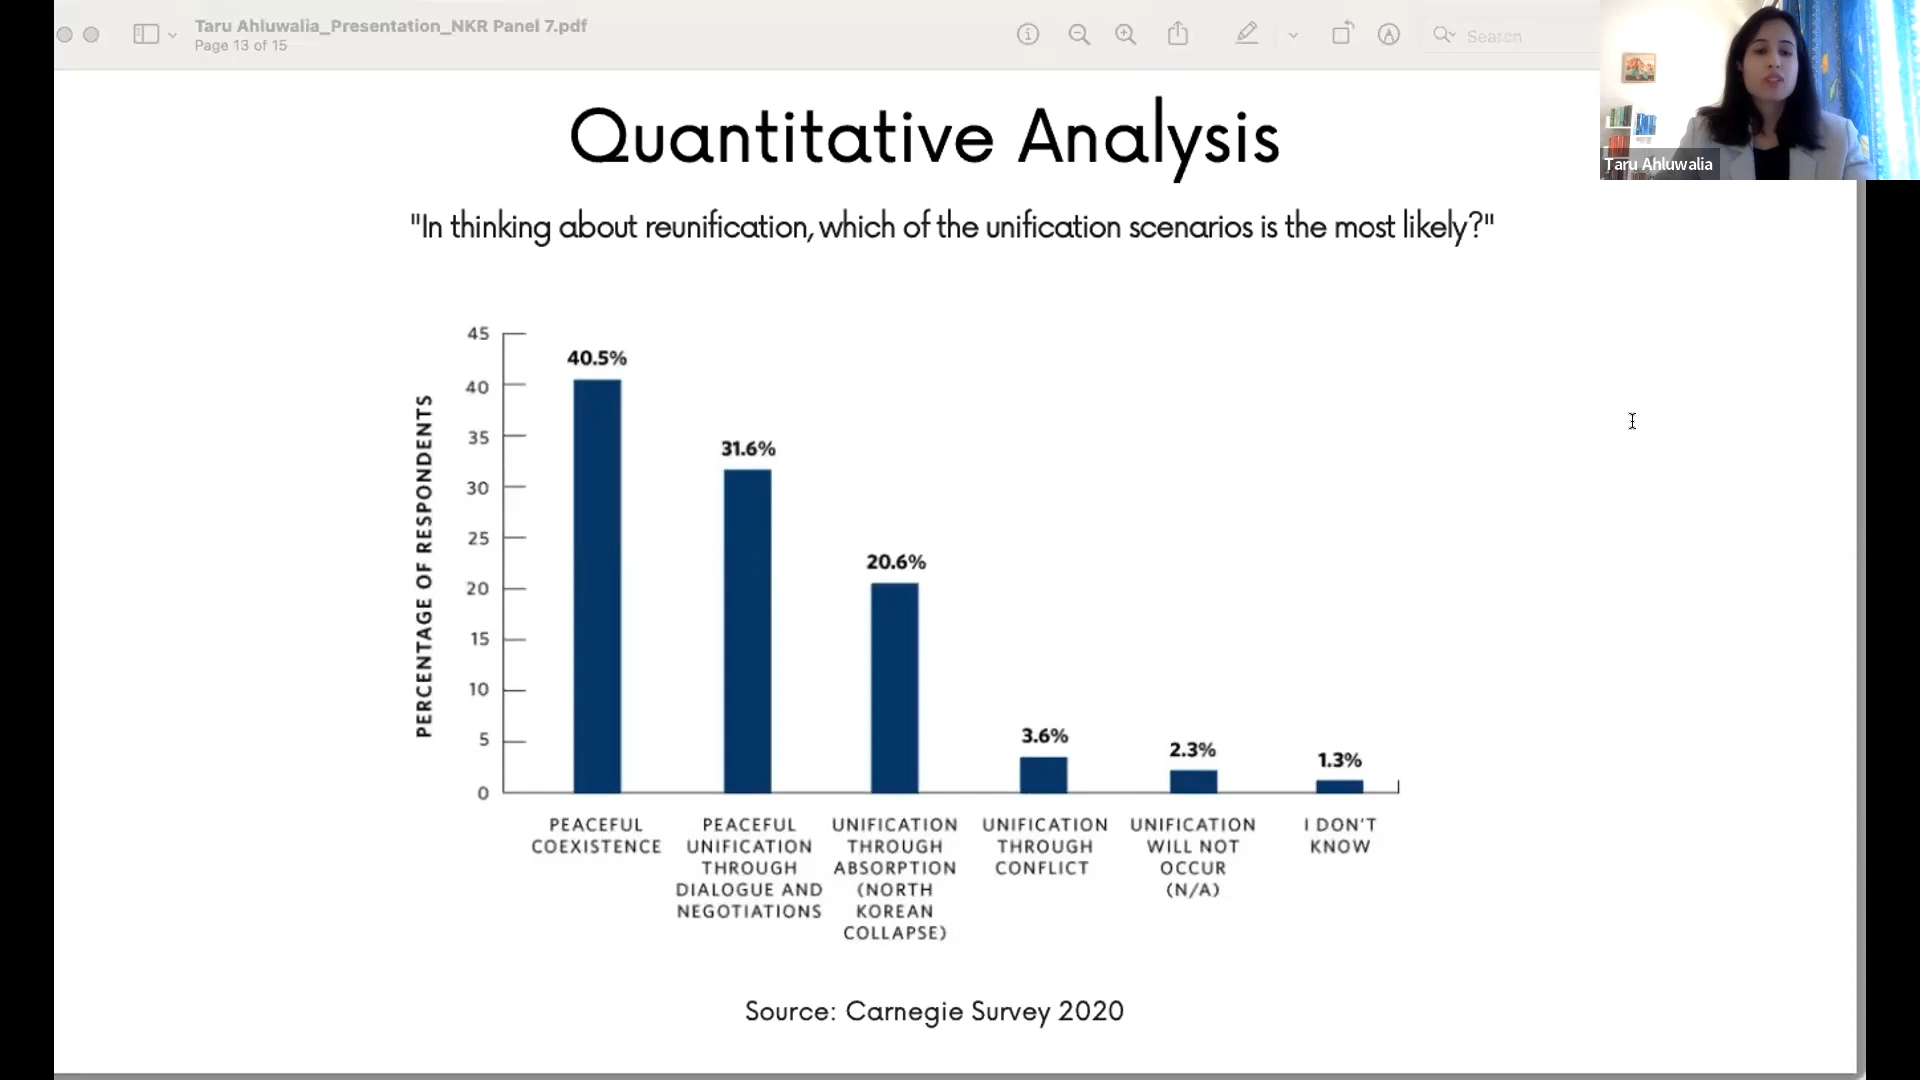 Taru Ahluwalia_Presentation_NKR Panel 7.pdf
Page 13 of 15
Search
Taru Ahluwalia
Quantitative Analysis
"In thinking about reunification, which of the unification scenarios is the most likely?"
PERCENTAGE OF RESPONDENTS
45
40
35
30
25
20
15
10
5
0
40.5%
31.6%
20.6%
3.6%
2.3%
1.3%
PEACEFUL
COEXISTENCE
PEACEFUL
UNIFICATION
THROUGH
DIALOGUE AND
NEGOTIATIONS
UNIFICATION
THROUGH
ABSORPTION
(NORTH
KOREAN
COLLAPSE)
UNIFICATION
THROUGH
CONFLICT
UNIFICATION
WILL NOT
OCCUR
(N/A)
I DON'T
KNOW
Source: Carnegie Survey 2020